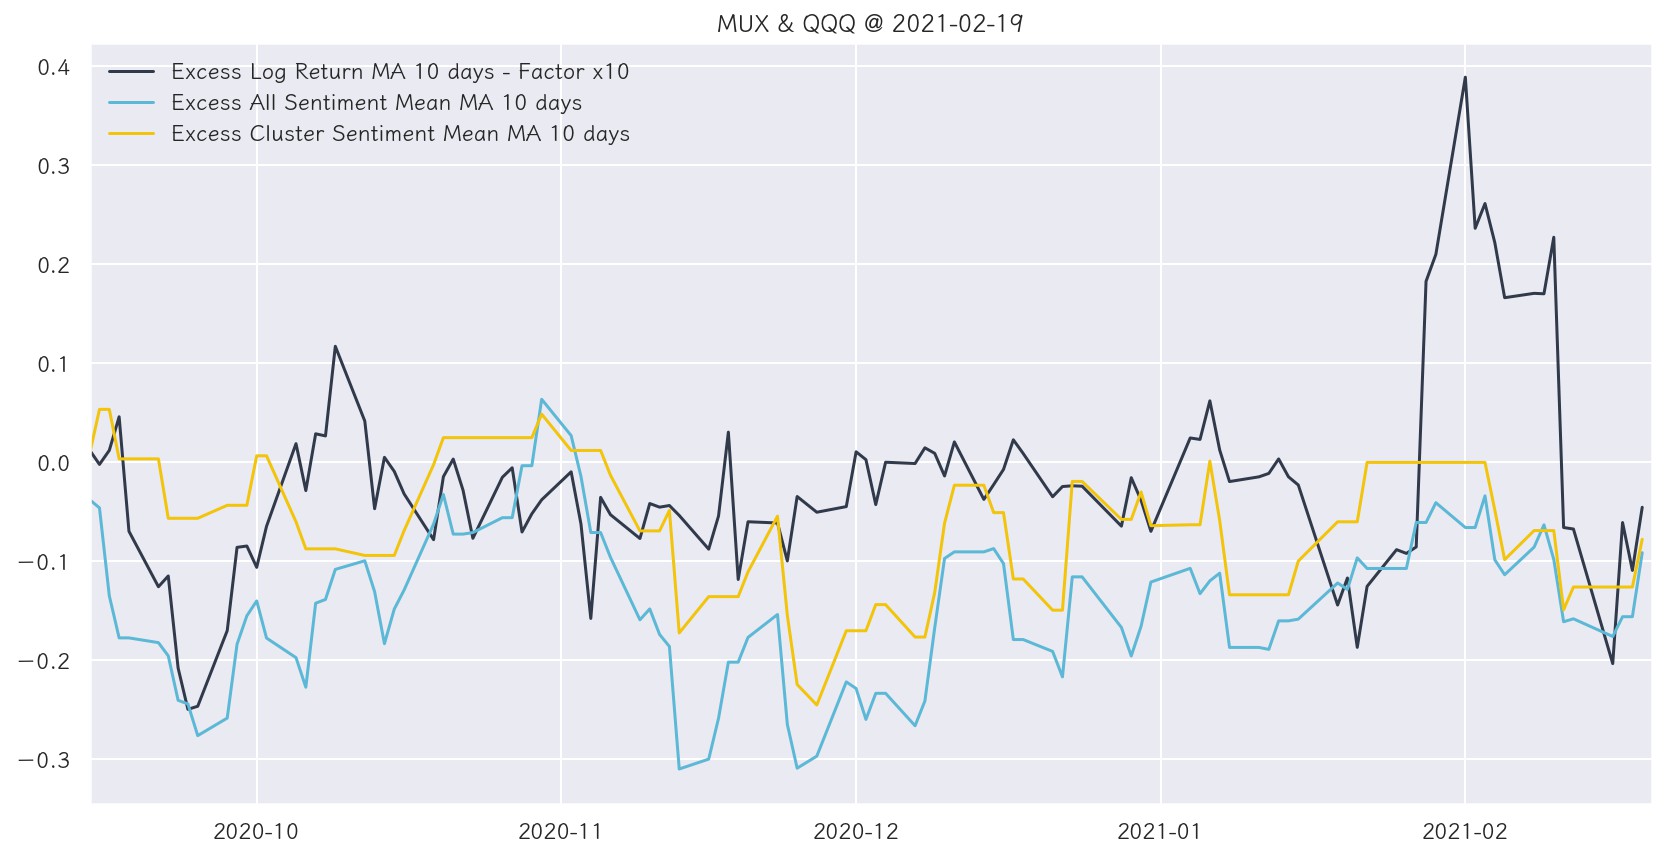 MUX & QQQ @ 2021-02-19
Excess Log Return MA 10 days - Factor x10
Excess All Sentiment Mean MA 10 days
Excess Cluster Sentiment Mean MA 10 days
0.4
0.3
0.2
0.1
0.0
−0.1
−0.2
−0.3
2020-10 2020-11 2020-12 2021-01 2021-02